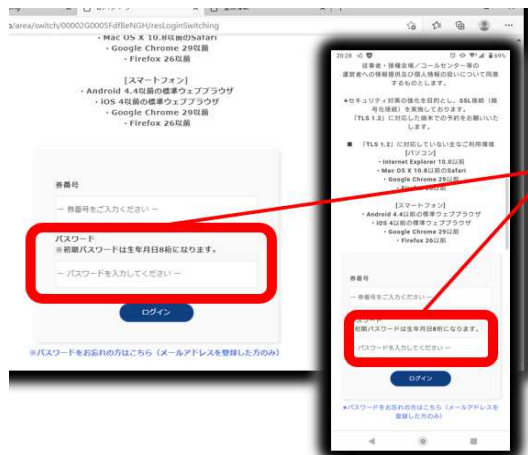 o/area/switch/00002G0005FdfBeNGH/resLoginSwitching
・Mac OS X 10.8以前のSafari
・Google Chrome 29以前
・Firefox 26以前
[スマートフォン]
・Android 4.4以前の標準ウェブブラウザ
・iOS 4以前の標準ウェブブラウザ
・Google Chrome 29以前
・Firefox 26以前
券番号
― 券番号をご入力ください ―
パスワード
※初期パスワードは生年月日8桁になります。
― パスワードを入力してください ―
ログイン
※パスワードをお忘れの方はこちら（メールアドレスを登録した方のみ）
20:28
69%
従事者・接種会場／コールセンター等の
運営者への情報提供及び個人情報の扱いについて同意
するものとします。
※セキュリティ対策の強化を目的とし、SSL接続（暗
号化接続）を実施しております。
「TLS 1.2」に対応した端末での予約をお願いいた
します。
■ 「TLS 1.2」に対応していない主なご利用環境
[パソコン]
・Internet Explorer 10.0以前
・Mac OS X 10.8以前のSafari
・Google Chrome 29以前
・Firefox 26以前
[スマートフォン]
・Android 4.4以前の標準ウェブブラウザ
・iOS 4以前の標準ウェブブラウザ
・Google Chrome 29以前
・Firefox 26以前
券番号
― 券番号をご入力ください ―
初期パスワードは生年月日8桁になります。
パスワードを入力してください ―
ログイン
※パスワードをお忘れの方はこちら（メールアドレスを
登録した方のみ）